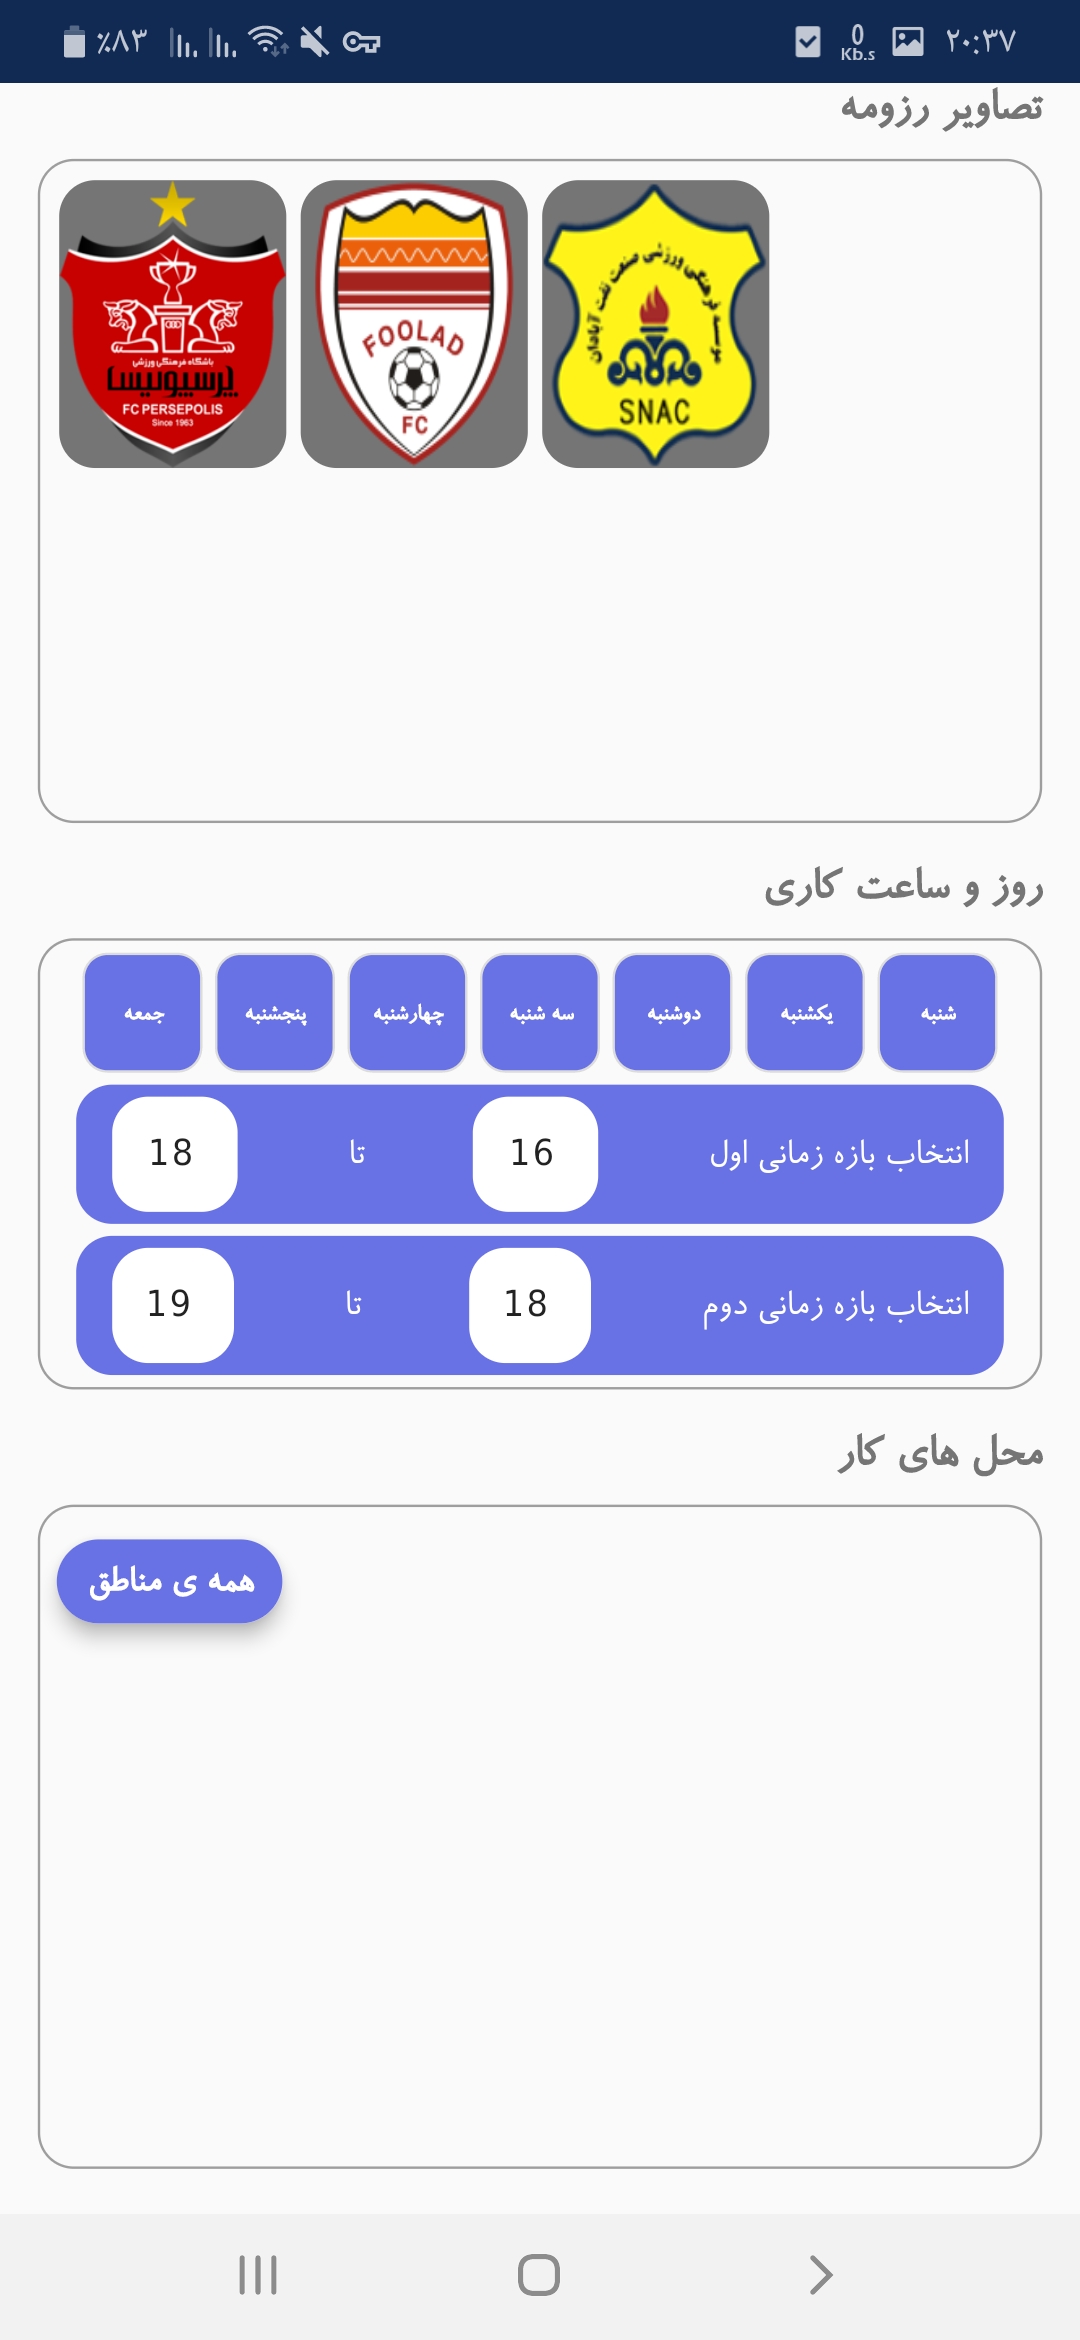 ٪۸۳
0
Kb.s
۲۰:۳۷
تصاویر رزومه
باشگاه فرهنگی ورزشی
پرسپولیس
FC PERSEPOLIS
Since 1963
FOOLAD
FC
موسسه فرهنگی ورزشی صنعت نفت آبادان
SNAC
روز و ساعت کاری
شنبه یکشنبه دوشنبه سه شنبه چهارشنبه پنجشنبه جمعه
انتخاب بازه زمانی اول 16 تا 18
انتخاب بازه زمانی دوم 18 تا 19
محل های کار
همه ی مناطق